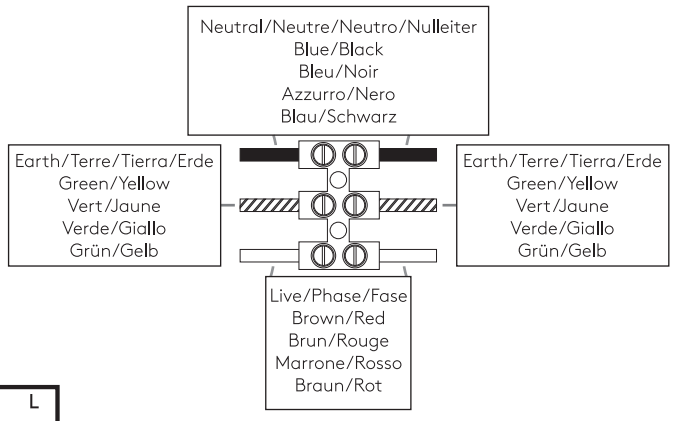 Neutral/Neutre/Neutro/Nulleiter
Blue/Black
Bleu/Noir
Azzurro/Nero
Blau/Schwarz
Earth/Terre/Tierra/Erde
Green/Yellow
Vert/Jaune
Verde/Giallo
Grün/Gelb
Earth/Terre/Tierra/Erde
Green/Yellow
Vert/Jaune
Verde/Giallo
Grün/Gelb
Live/Phase/Fase
Brown/Red
Brun/Rouge
Marrone/Rosso
Braun/Rot
L